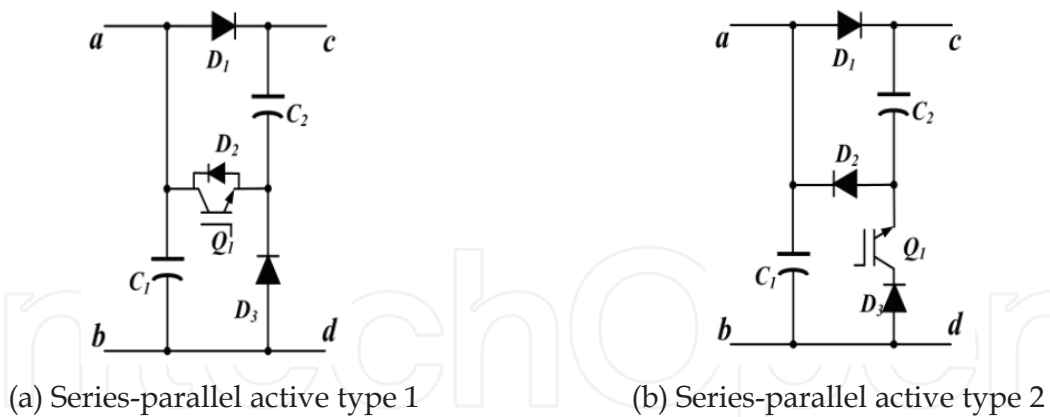 a
D1
c
C2
D2
Q1
C1
D3
b
d
(a) Series-parallel active type 1
a
D1
c
C2
D2
Q1
C1
D3
b
d
(b) Series-parallel active type 2